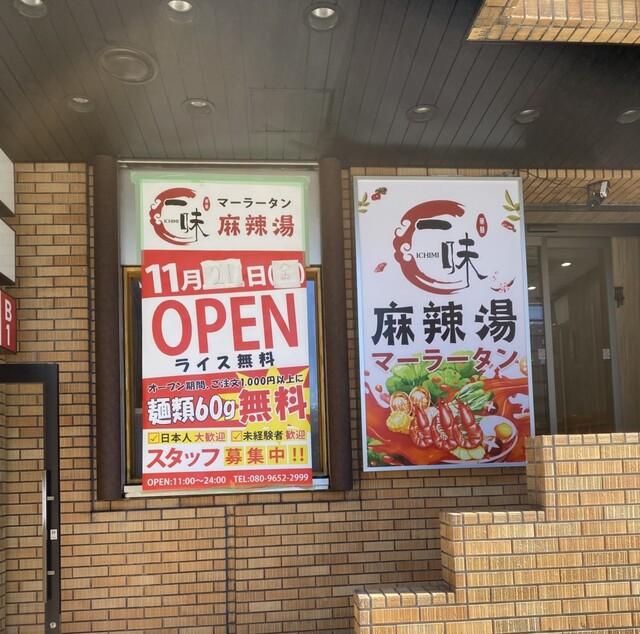 一味
ICHIMI
マーラータン
麻辣湯
11月21日(金)
OPEN
ライス無料
オープン期間、ご注文1,000円以上に
麺類60g無料
☑日本人大歓迎 ☑未経験者歓迎
スタッフ募集中!!
OPEN:11:00～24:00 TEL:080-9652-2999
一味
ICHIMI
麻辣湯
マーラータン
B1